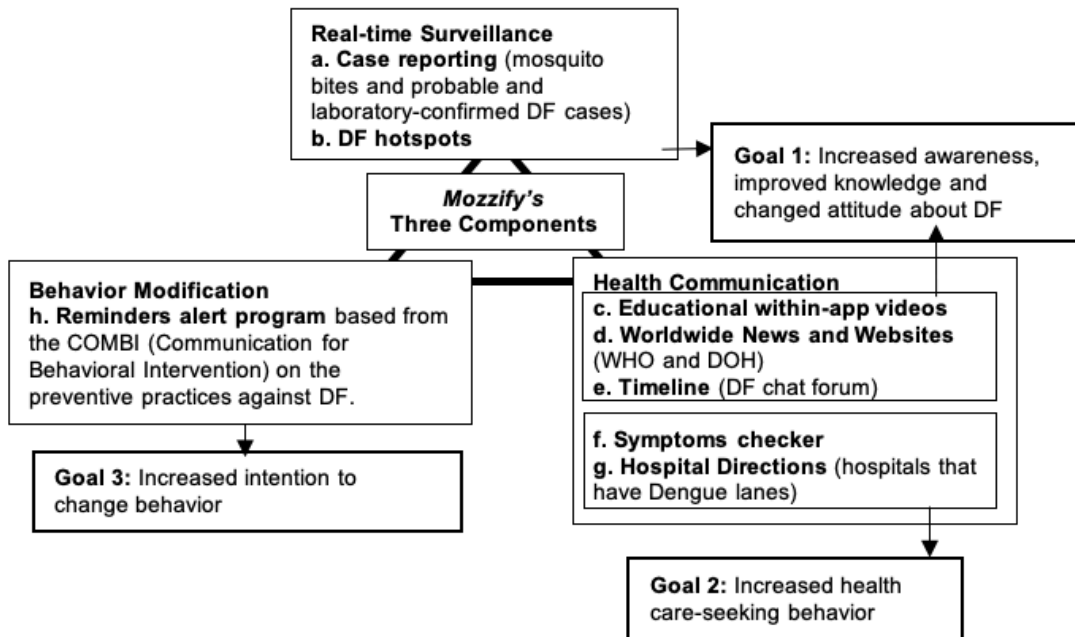 Real-time Surveillance
a. Case reporting (mosquito
bites and probable and
laboratory-confirmed DF cases)
b. DF hotspots
Goal 1: Increased awareness,
improved knowledge and
changed attitude about DF
Mozzify's
Three Components
Behavior Modification
h. Reminders alert program based from
the COMBI (Communication for
Behavioral Intervention) on the
preventive practices against DF.
Health Communication
c. Educational within-app videos
d. Worldwide News and Websites
(WHO and DOH)
e. Timeline (DF chat forum)
f. Symptoms checker
g. Hospital Directions (hospitals that
have Dengue lanes)
Goal 3: Increased intention to
change behavior
Goal 2: Increased health
care-seeking behavior